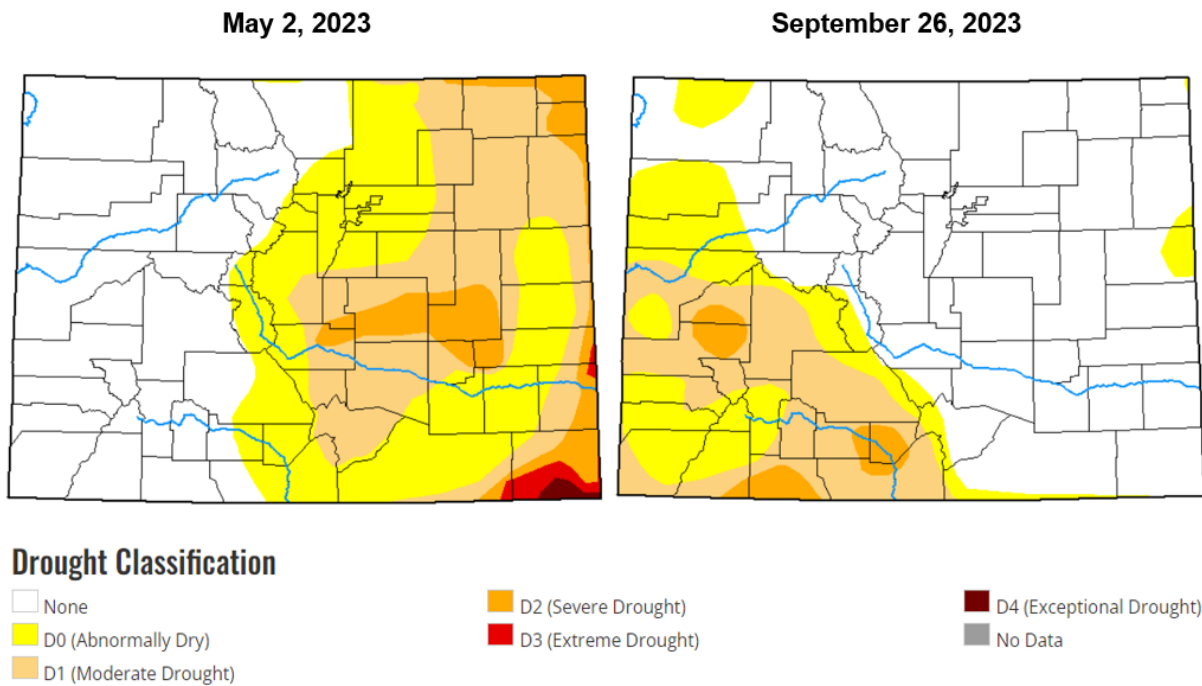 May 2, 2023
September 26, 2023
Drought Classification
None
D0 (Abnormally Dry)
D1 (Moderate Drought)
D2 (Severe Drought)
D3 (Extreme Drought)
D4 (Exceptional Drought)
No Data